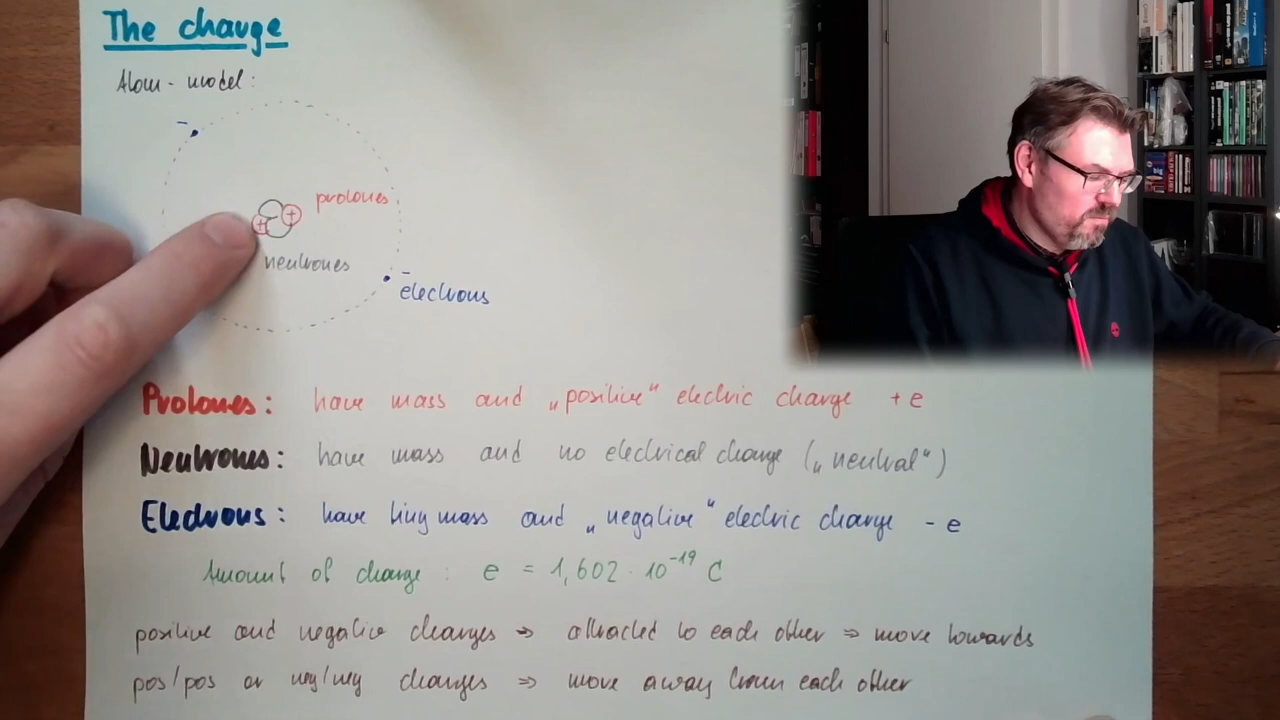 The charge
Atom-model:
-
+ + protones
neutrones
-
electrons
Protones: have mass and „positive" electric charge +e
Neutrones: have mass and no electrical charge („neutral")
Electrons: have tiny mass and „negative" electric charge -e
Amount of charge: e = 1,602 · 10⁻¹⁹ C
positive and negative charges ⇒ attracted to each other ⇒ move towards
pos/pos or neg/neg charges ⇒ move away from each other